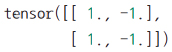 tensor([[ 1., -1.],
        [ 1., -1.]])